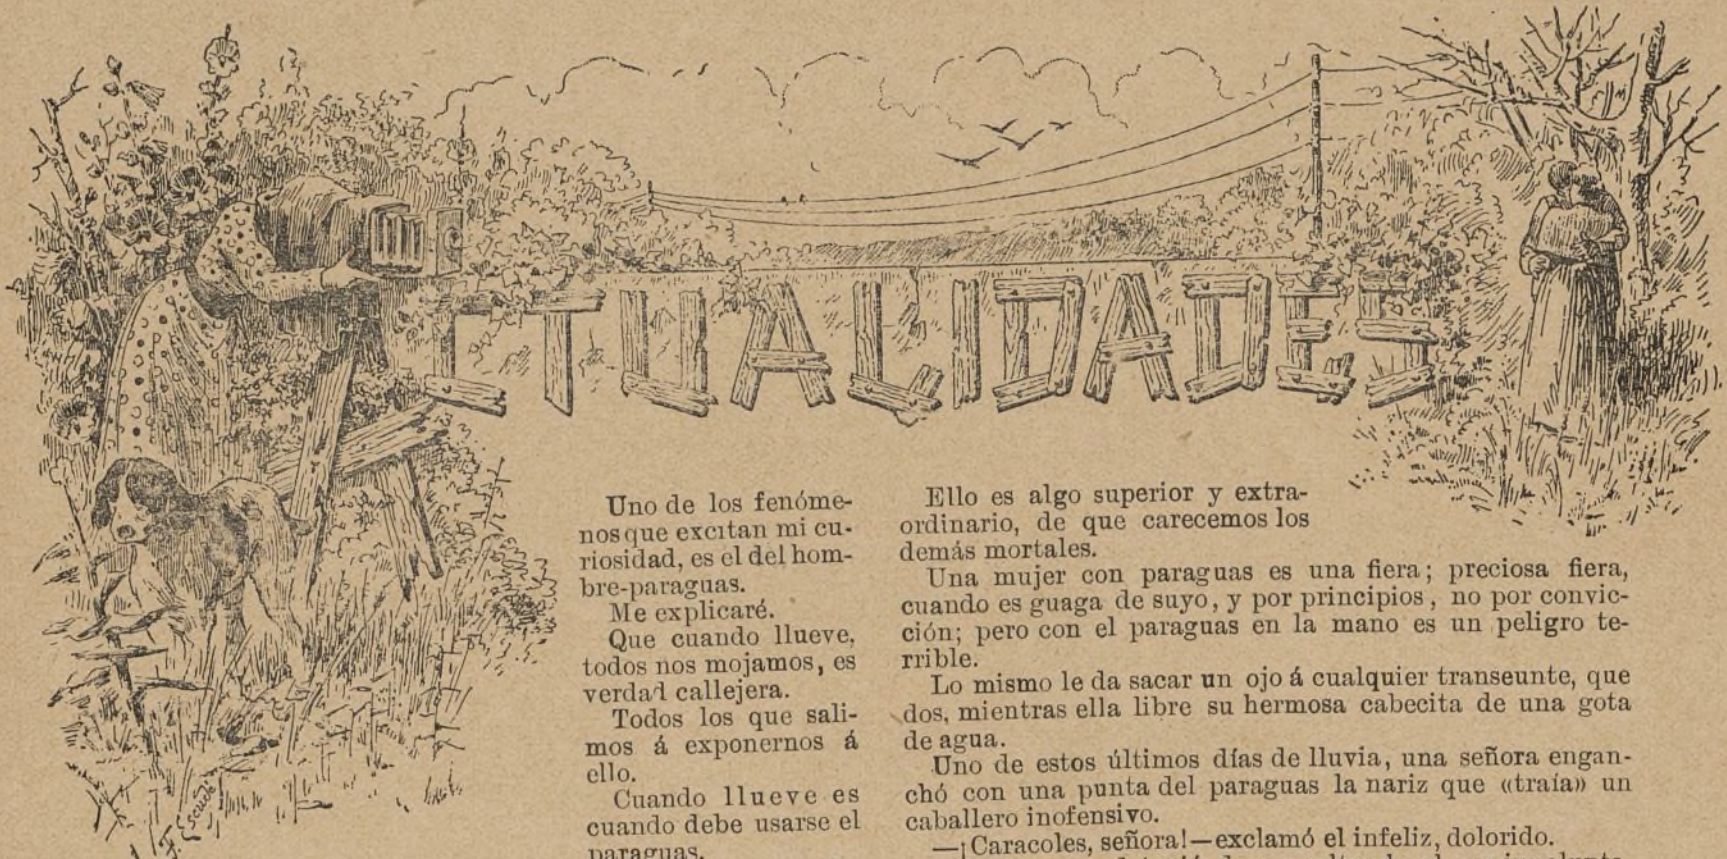 CTUALIDADES
Uno de los fenóme-
nos que excitan mi cu-
riosidad, es el del hom-
bre-paraguas.
Me explicaré.
Que cuando llueve,
todos nos mojamos, es
verdad callejera.
Todos los que sali-
mos á exponernos á
ello.
Cuando llueve es
cuando debe usarse el
paraguas.
Ello es algo superior y extra-
ordinario, de que carecemos los
demás mortales.
Una mujer con paraguas es una fiera; preciosa fiera,
cuando es guaga de suyo, y por principios, no por convic-
ción; pero con el paraguas en la mano es un peligro te-
rrible.
Lo mismo le da sacar un ojo á cualquier transeunte, que
dos, mientras ella libre su hermosa cabecita de una gota
de agua.
Uno de estos últimos días de lluvia, una señora engan-
chó con una punta del paraguas la nariz que «traía» un
caballero inofensivo.
—¡Caracoles, señora!—exclamó el infeliz, dolorido.